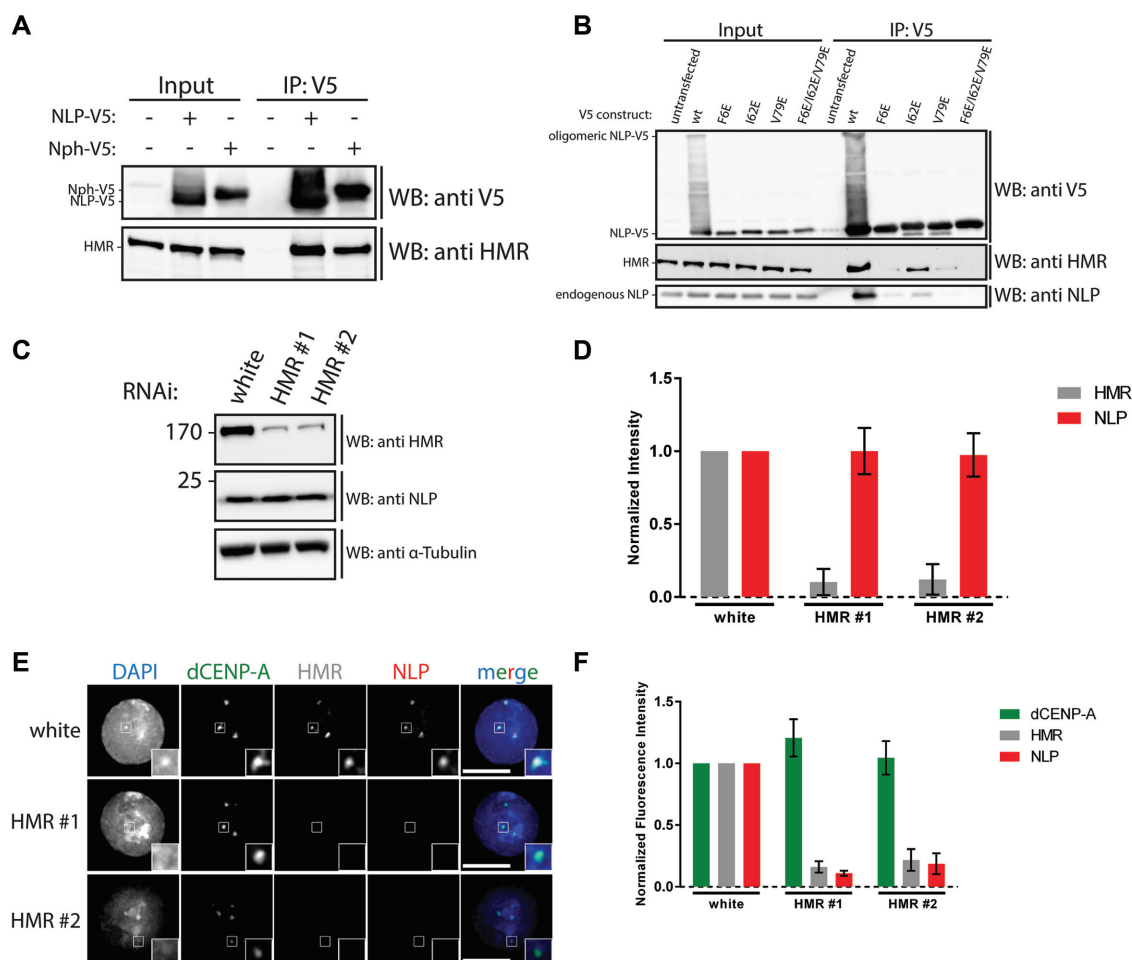 A
Input IP: V5
NLP-V5: - + - - + -
Nph-V5: - - + - - +
Nph-V5
NLP-V5
WB: anti V5
HMR
WB: anti HMR
B
Input IP: V5
V5 construct: untransfected wt F6E I62E V79E F6E/I62E/V79E untransfected wt F6E I62E V79E F6E/I62E/V79E
oligomeric NLP-V5
WB: anti V5
NLP-V5
HMR
WB: anti HMR
endogenous NLP
WB: anti NLP
C
RNAi: white HMR #1 HMR #2
170
WB: anti HMR
25
WB: anti NLP
WB: anti α-Tubulin
D
Normalized Intensity
1.5
1.0
0.5
0.0
white HMR #1 HMR #2
HMR
NLP
E
DAPI dCENP-A HMR NLP merge
white
HMR #1
HMR #2
F
Normalized Fluorescence Intensity
1.5
1.0
0.5
0.0
white HMR #1 HMR #2
dCENP-A
HMR
NLP